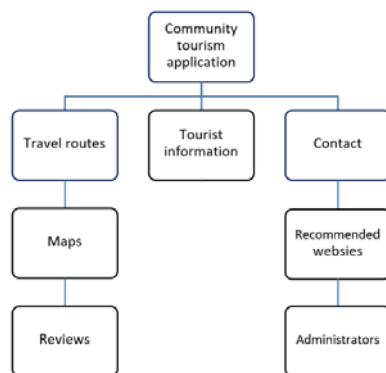 Community
tourism
application
Travel routes
Tourist
information
Contact
Maps
Recommended
websies
Reviews
Administrators